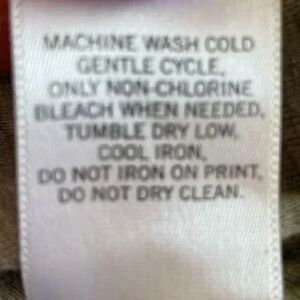 MACHINE WASH COLD
GENTLE CYCLE,
ONLY NON-CHLORINE
BLEACH WHEN NEEDED,
TUMBLE DRY LOW,
COOL IRON,
DO NOT IRON ON PRINT,
DO NOT DRY CLEAN.